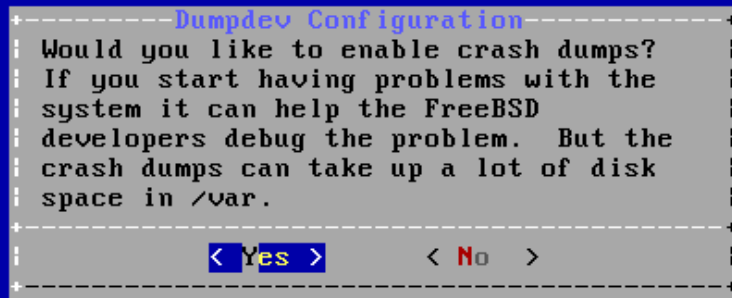 Dumpdev Configuration
Would you like to enable crash dumps?
If you start having problems with the
system it can help the FreeBSD
developers debug the problem.  But the
crash dumps can take up a lot of disk
space in /var.
< Yes >      < No  >